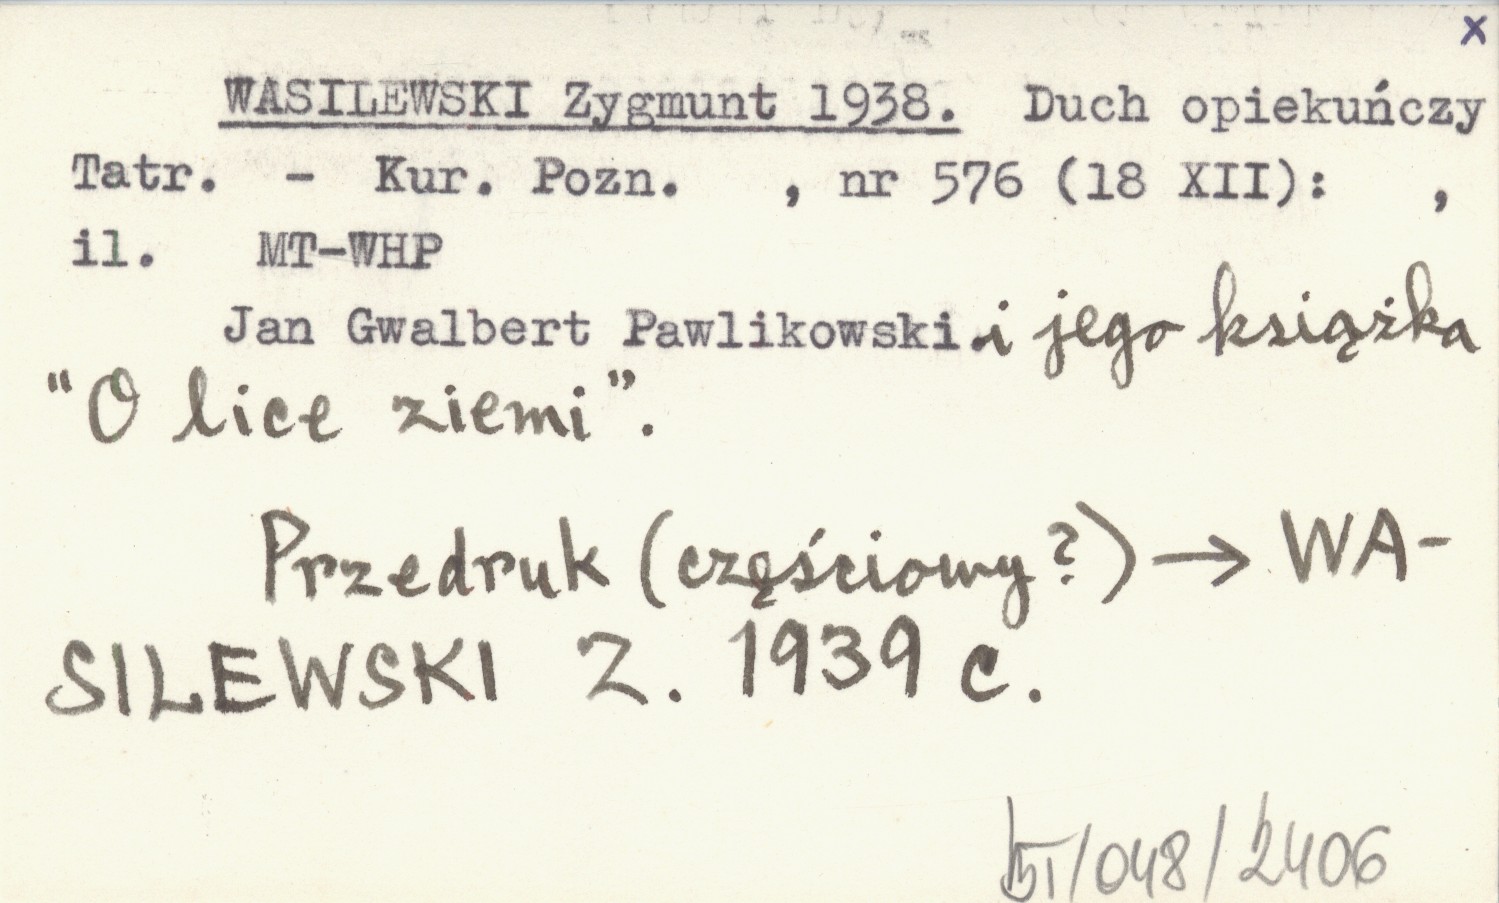 x
WASILEWSKI Zygmunt 1938. Duch opiekuńczy
Tatr. - Kur. Pozn. , nr 576 (18 XII): ,
il. MT-WHP
Jan Gwalbert Pawlikowski. i jego książka
"O lice ziemi".
Przedruk (częściowy?) → WA-
SILEWSKI Z. 1939 c.
/048/2406